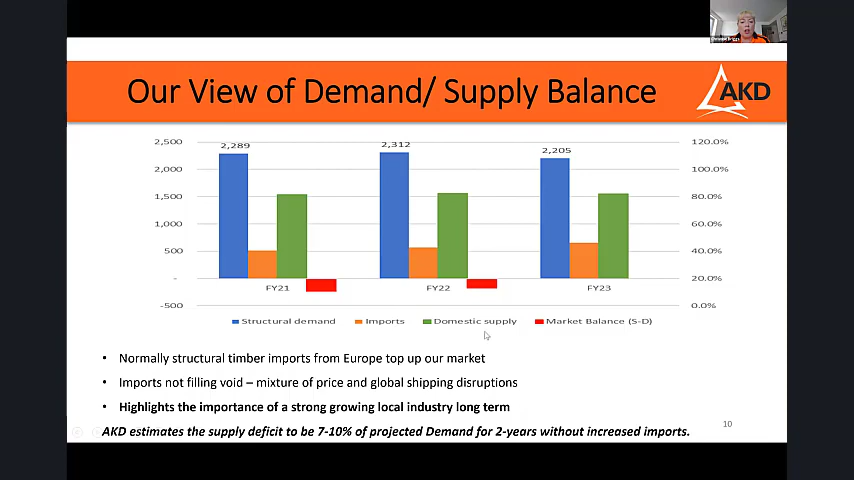 Our View of Demand/ Supply Balance
AKD
2,500
2,000
1,500
1,000
500
-
-500
2,289
2,312
2,205
120.0%
100.0%
80.0%
60.0%
40.0%
20.0%
0.0%
FY21
FY22
FY23
Structural demand
Imports
Domestic supply
Market Balance (S-D)
• Normally structural timber imports from Europe top up our market
• Imports not filling void – mixture of price and global shipping disruptions
• Highlights the importance of a strong growing local industry long term
AKD estimates the supply deficit to be 7-10% of projected Demand for 2-years without increased imports.
10